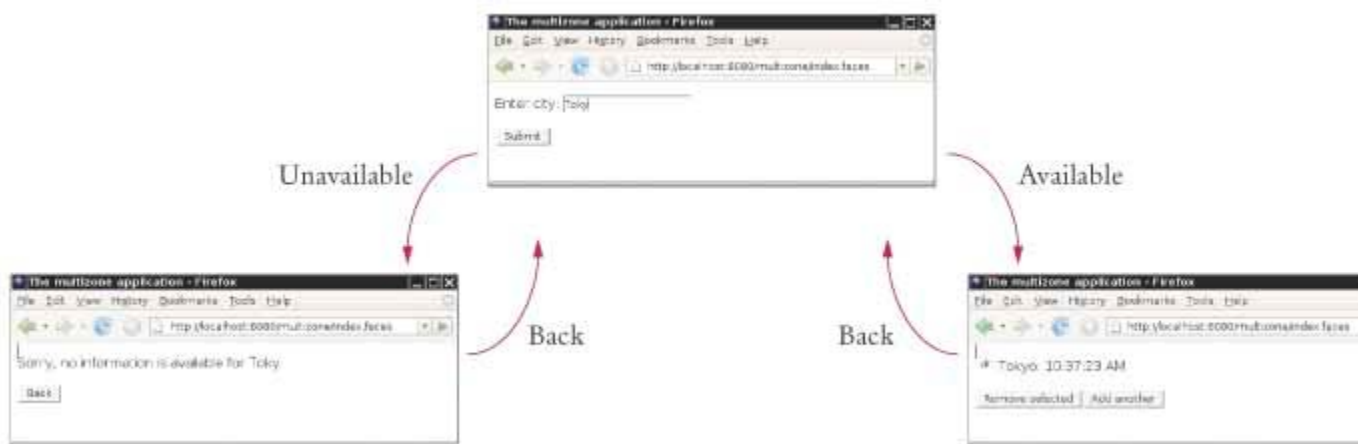 The multizone application - Firefox
File Edit View History Bookmarks Tools Help
http://localhost:8080/multizone/index.faces
Enter city: Toky
Submit
Unavailable
Available
The multizone application - Firefox
File Edit View History Bookmarks Tools Help
http://localhost:8080/multizone/index.faces
Sorry, no information is available for Toky
Back
Back
Back
The multizone application - Firefox
File Edit View History Bookmarks Tools Help
http://localhost:8080/multizone/index.faces
Tokyo: 10:37:23 AM
Remove selected Add another